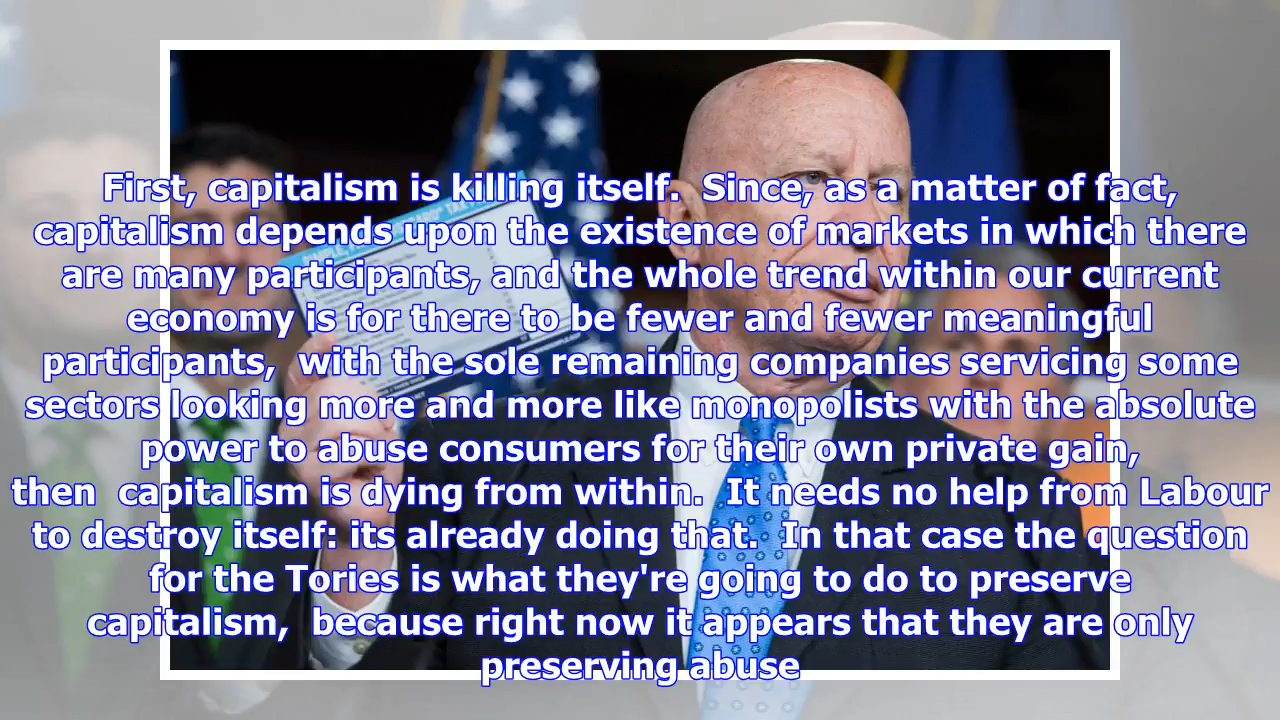 First, capitalism is killing itself.  Since, as a matter of fact,
capitalism depends upon the existence of markets in which there
are many participants, and the whole trend within our current
economy is for there to be fewer and fewer meaningful
participants,  with the sole remaining companies servicing some
sectors looking more and more like monopolists with the absolute
power to abuse consumers for their own private gain,
then  capitalism is dying from within.  It needs no help from Labour
to destroy itself: its already doing that.  In that case the question
for the Tories is what they're going to do to preserve
capitalism,  because right now it appears that they are only
preserving abuse